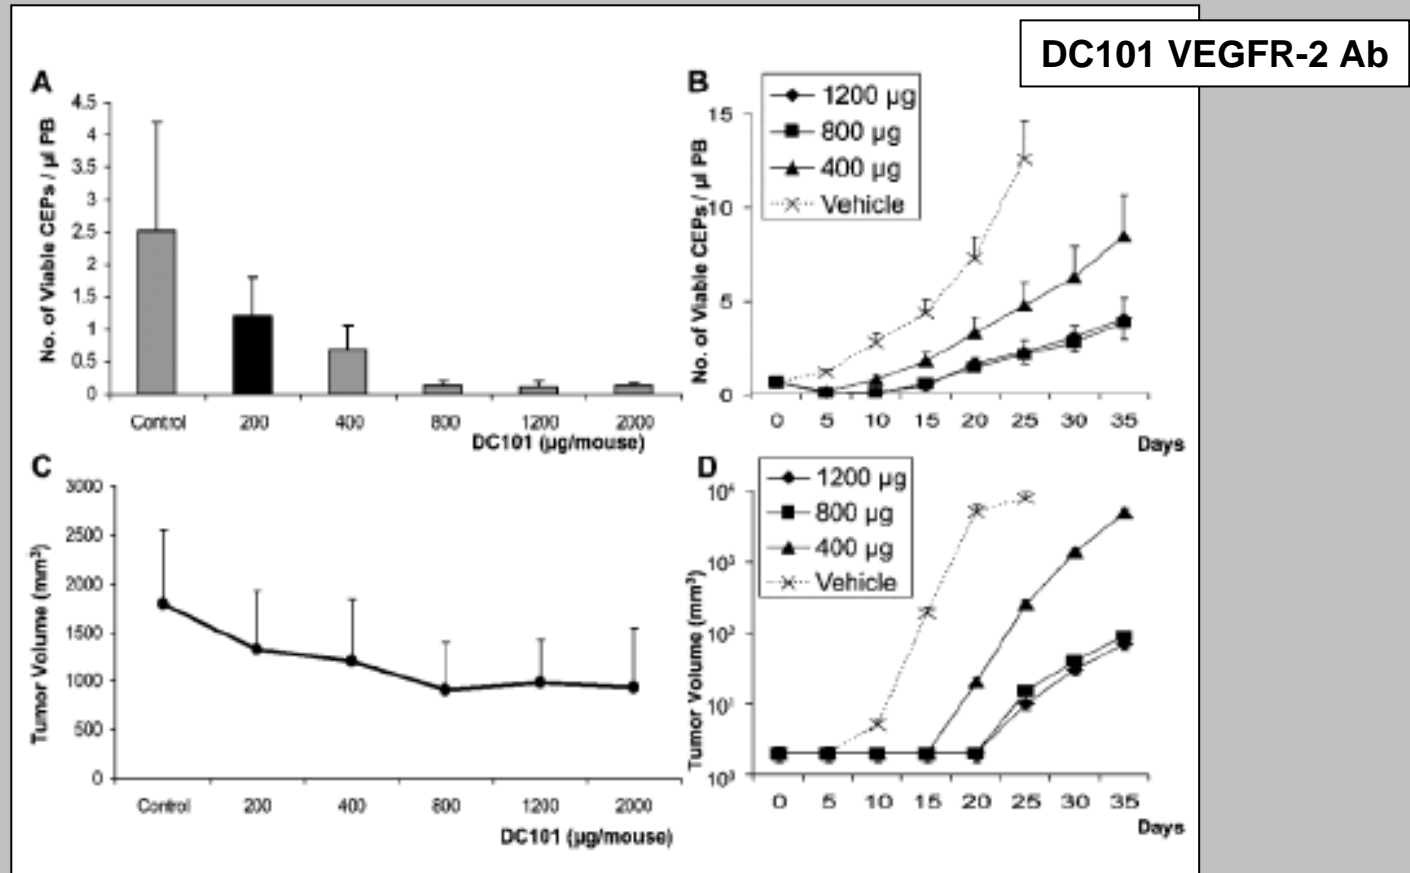 DC101 VEGFR-2 Ab
A
4.5
4
3.5
3
2.5
2
1.5
1
0.5
0
No. of Viable CEPs / µl PB
Control 200 400 800 1200 2000
DC101 (µg/mouse)
B
1200 µg
800 µg
400 µg
Vehicle
15
10
5
0
No. of Viable CEPs / µl PB
0 5 10 15 20 25 30 35
Days
C
3000
2500
2000
1500
1000
500
0
Tumor Volume (mm³)
Control 200 400 800 1200 2000
DC101 (µg/mouse)
D
1200 µg
800 µg
400 µg
Vehicle
10⁴
10³
10²
10¹
10⁰
Tumor Volume (mm³)
0 5 10 15 20 25 30 35
Days